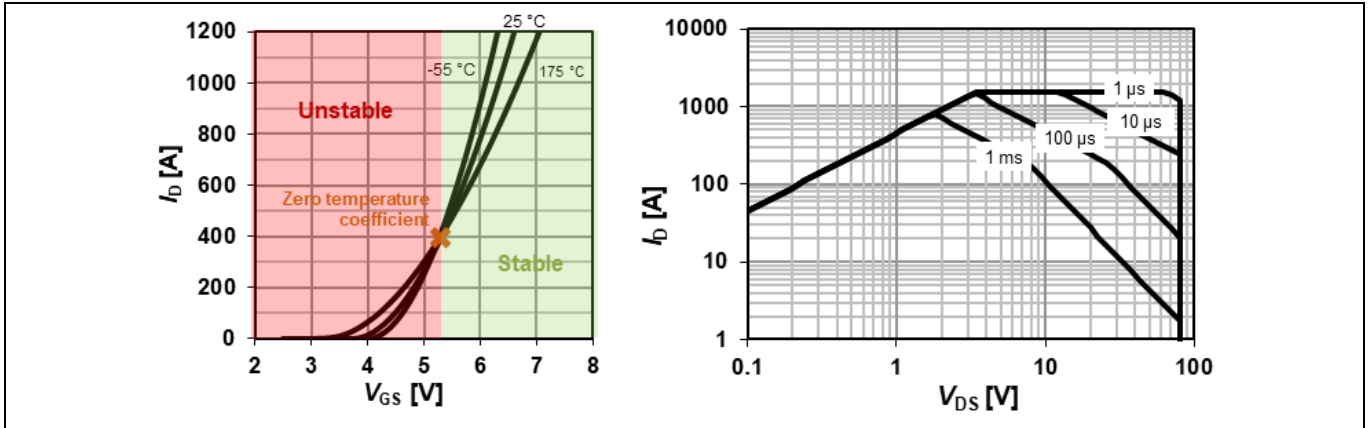 1200
1000
800
600
400
200
0
I_D [A]
25 °C
-55 °C
175 °C
Unstable
Zero temperature
coefficient
Stable
2 3 4 5 6 7 8
V_GS [V]
10000
1000
100
10
1
I_D [A]
1 µs
10 µs
100 µs
1 ms
0.1 1 10 100
V_DS [V]